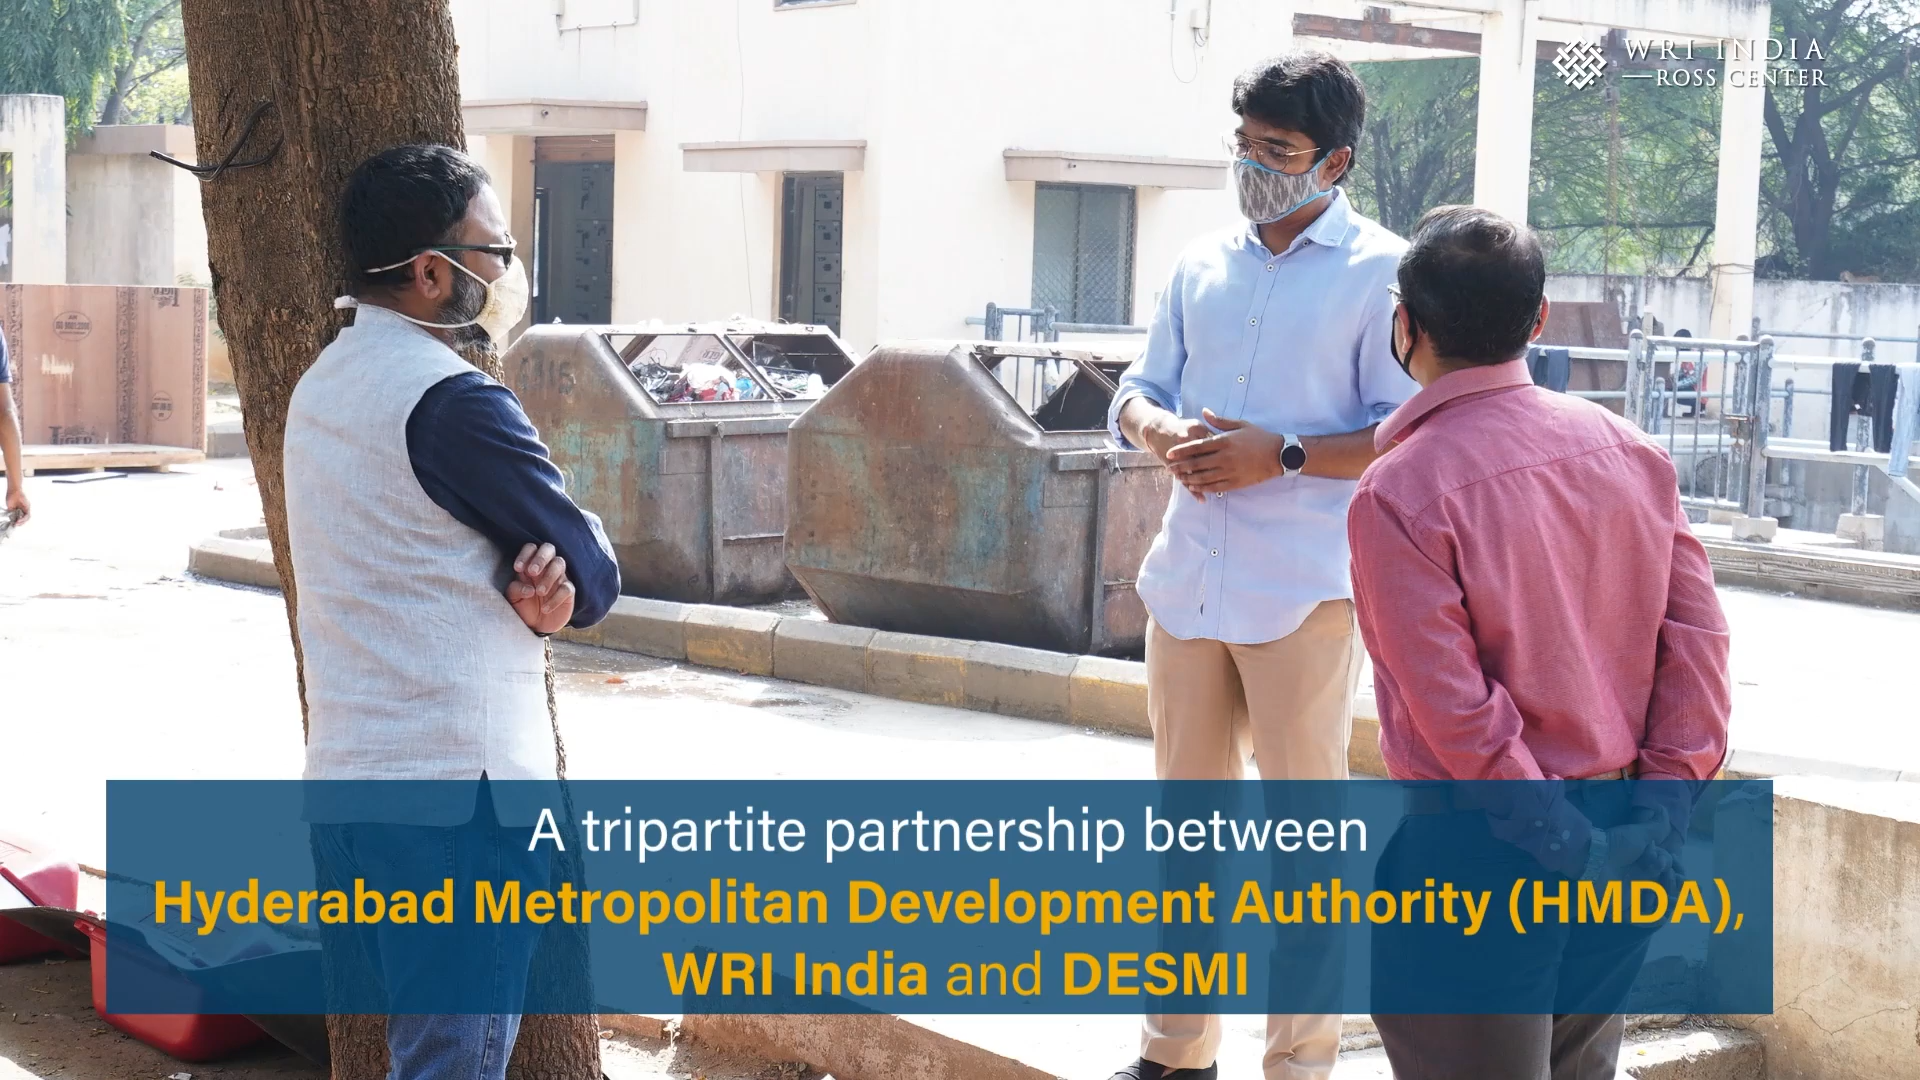 WRI INDIA
ROSS CENTER
A tripartite partnership between
Hyderabad Metropolitan Development Authority (HMDA),
WRI India and DESMI